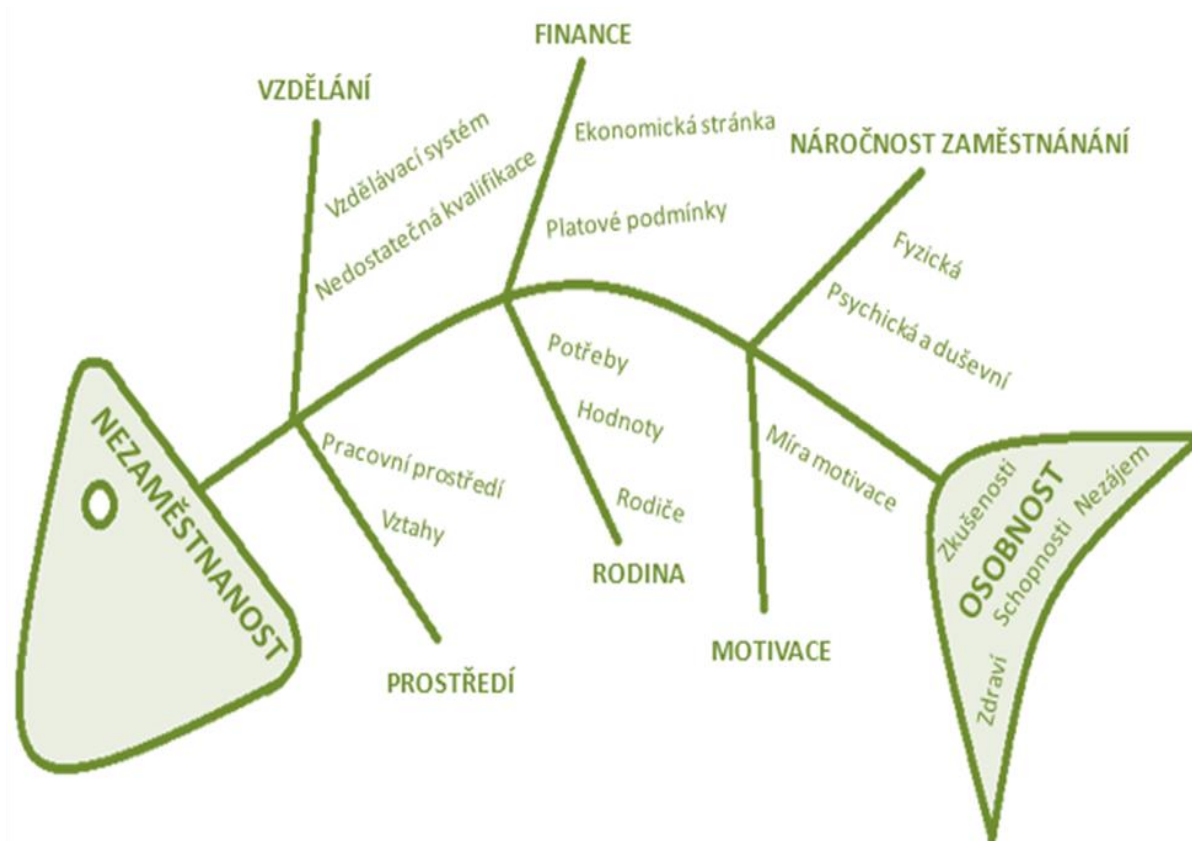 FINANCE
VZDĚLÁNÍ
Vzdělávací systém
Nedostatečná kvalifikace
Ekonomická stránka
Platové podmínky
NÁROČNOST ZAMĚSTNÁNÁNÍ
Fyzická
Psychická a duševní
NEZAMĚSTNANOST
Pracovní prostředí
Vztahy
PROSTŘEDÍ
Potřeby
Hodnoty
Rodiče
RODINA
Míra motivace
MOTIVACE
Zkušenosti
OSOBNOST
Schopnosti
Nezájem
Zdraví